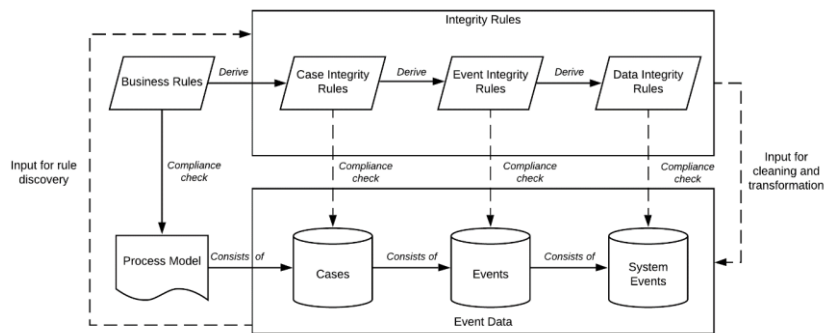 Integrity Rules
Business Rules
Derive
Case Integrity
Rules
Derive
Event Integrity
Rules
Derive
Data Integrity
Rules
Input for rule
discovery
Compliance
check
Compliance
check
Compliance
check
Compliance
check
Input for
cleaning and
transformation
Process Model
Consists of
Cases
Consists of
Events
Consists of
System
Events
Event Data